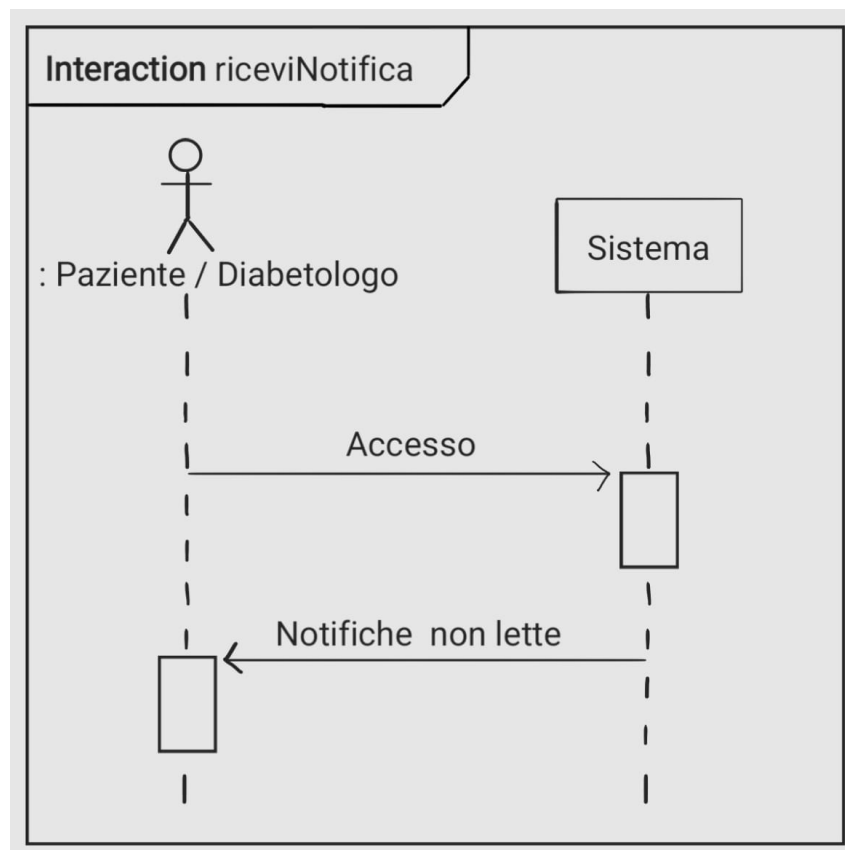 Interaction riceviNotifica
: Paziente / Diabetologo
Sistema
Accesso
Notifiche non lette